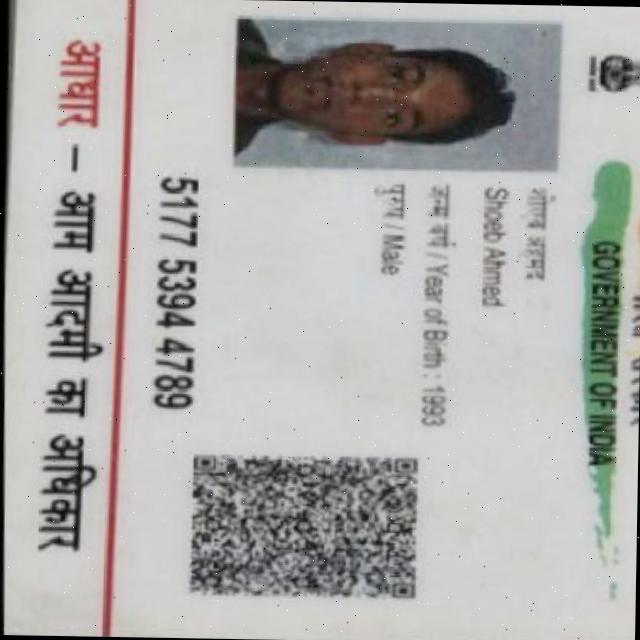 GOVERNMENT OF INDIA
शोएब अहमद
Shoeb Ahmed
जन्म वर्ष / Year of Birth : 1993
पुरुष / Male
5177 5394 4789
आधार – आम आदमी का अधिकार